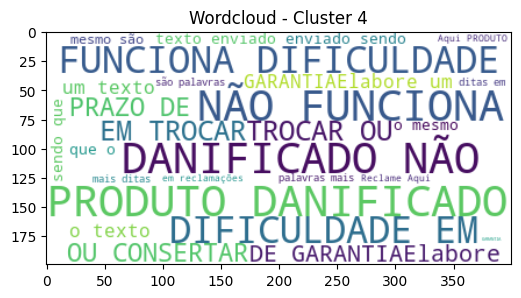 Wordcloud - Cluster 4
0
25
50
75
100
125
150
175
mesmo são texto enviado enviado sendo Aqui PRODUTO
FUNCIONA DIFICULDADE
um texto são palavras GARANTIAElabore um ditas em
sendo que PRAZO DE NÃO FUNCIONA
EM TROCAR TROCAR OU o mesmo
que o DANIFICADO NÃO
mais ditas em reclamações palavras mais Reclame Aqui
PRODUTO DANIFICADO
o texto DIFICULDADE EM
OU CONSERTAR DE GARANTIAElabore
0 50 100 150 200 250 300 350